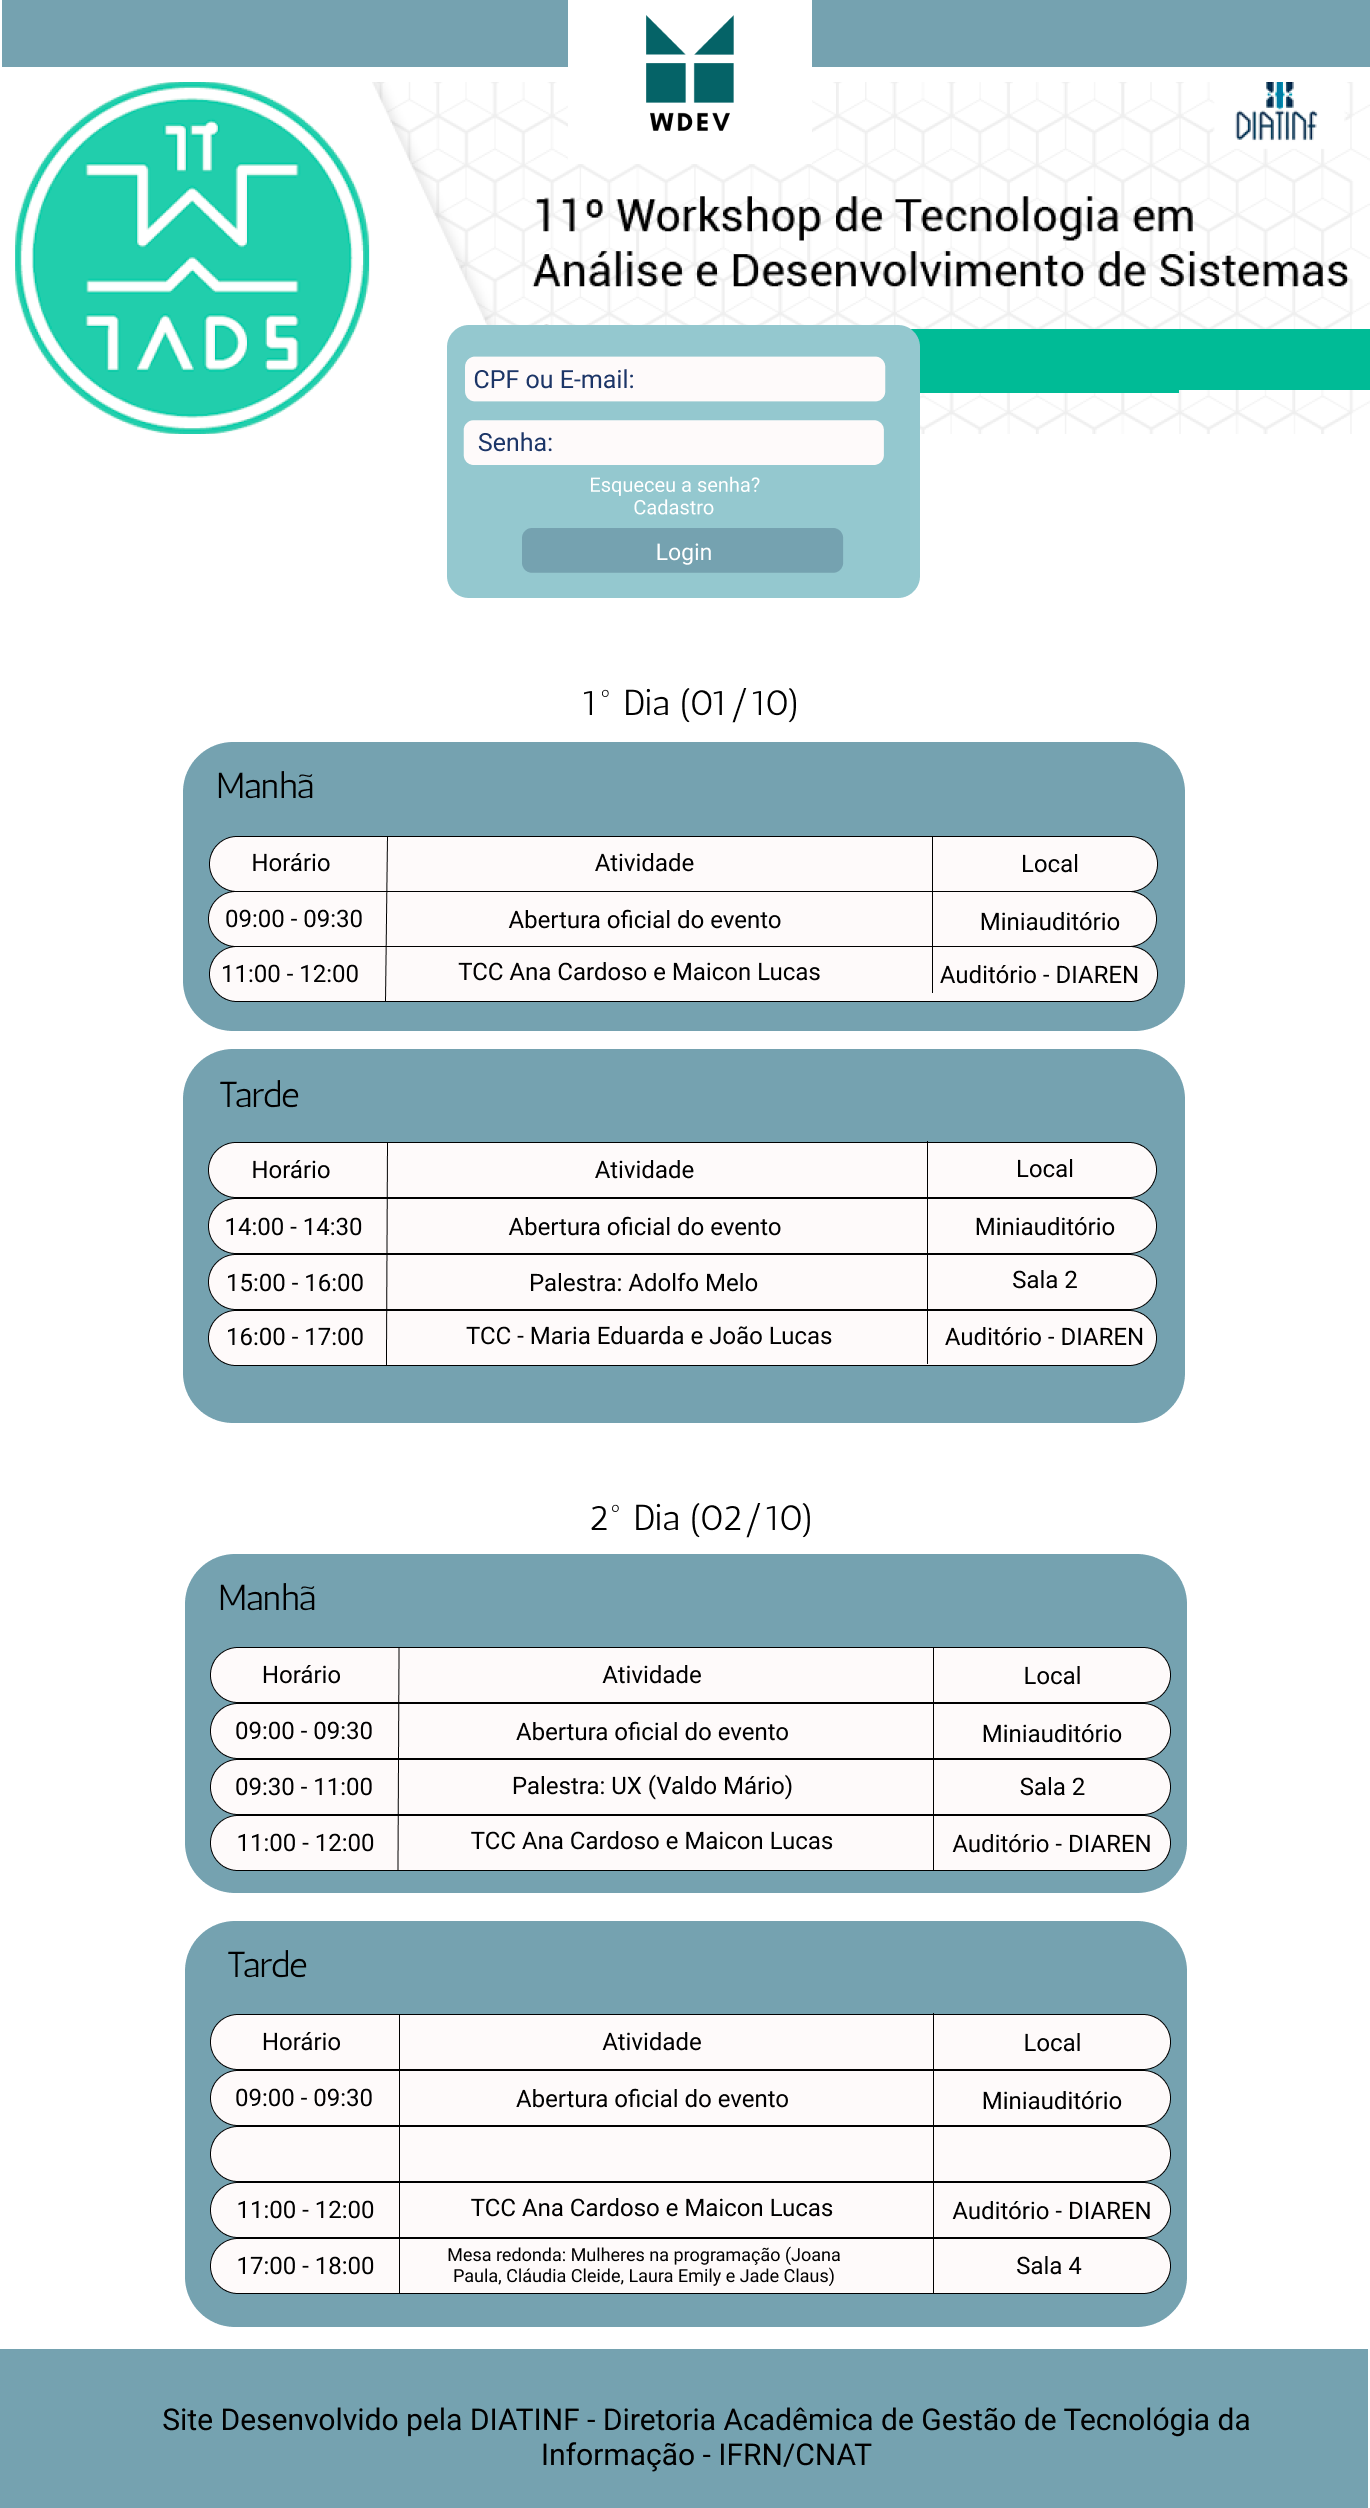 WDEV
11
TADS
DIATINF
11º Workshop de Tecnologia em
Análise e Desenvolvimento de Sistemas
CPF ou E-mail:
Senha:
Esqueceu a senha?
Cadastro
Login
1° Dia (01/10)
Manhã
Horário Atividade Local
09:00 - 09:30 Abertura oficial do evento Miniauditório
11:00 - 12:00 TCC Ana Cardoso e Maicon Lucas Auditório - DIAREN
Tarde
Horário Atividade Local
14:00 - 14:30 Abertura oficial do evento Miniauditório
15:00 - 16:00 Palestra: Adolfo Melo Sala 2
16:00 - 17:00 TCC - Maria Eduarda e João Lucas Auditório - DIAREN
2° Dia (02/10)
Manhã
Horário Atividade Local
09:00 - 09:30 Abertura oficial do evento Miniauditório
09:30 - 11:00 Palestra: UX (Valdo Mário) Sala 2
11:00 - 12:00 TCC Ana Cardoso e Maicon Lucas Auditório - DIAREN
Tarde
Horário Atividade Local
09:00 - 09:30 Abertura oficial do evento Miniauditório
11:00 - 12:00 TCC Ana Cardoso e Maicon Lucas Auditório - DIAREN
17:00 - 18:00 Mesa redonda: Mulheres na programação (Joana
Paula, Cláudia Cleide, Laura Emily e Jade Claus) Sala 4
Site Desenvolvido pela DIATINF - Diretoria Acadêmica de Gestão de Tecnológia da
Informação - IFRN/CNAT